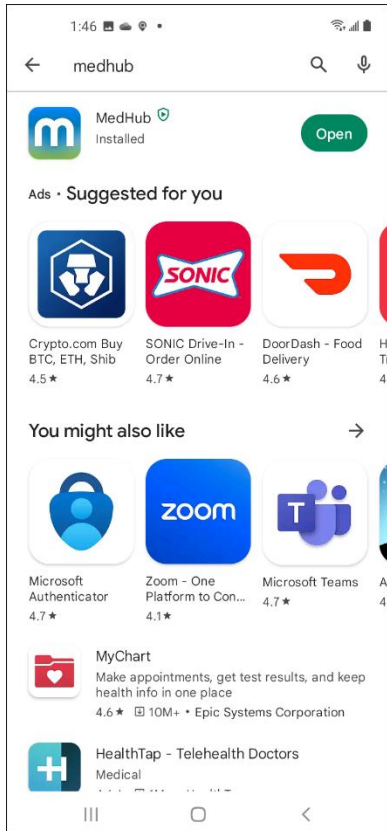 1:46
medhub
m
MedHub
Installed
Open
Ads • Suggested for you
SONIC
Crypto.com Buy BTC, ETH, Shib
4.5★
SONIC Drive-In - Order Online
4.7★
DoorDash - Food Delivery
4.6★
H
T
4
You might also like
zoom
T
Microsoft Authenticator
4.7★
Zoom - One Platform to Con...
4.1★
Microsoft Teams
4.7★
A
4
MyChart
Make appointments, get test results, and keep
health info in one place
4.6★ 10M+ • Epic Systems Corporation
H
HealthTap - Telehealth Doctors
Medical